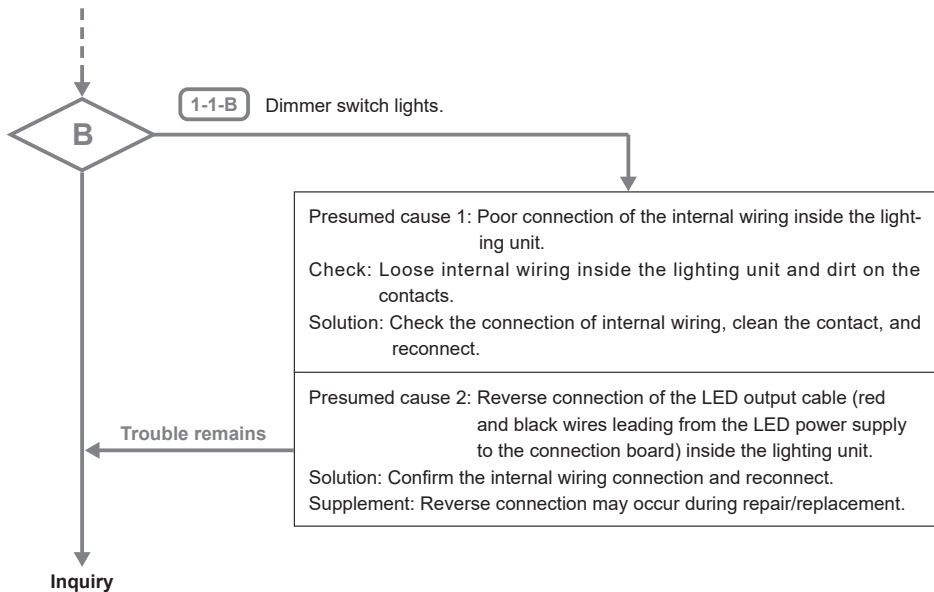 B
1-1-B Dimmer switch lights.
Presumed cause 1: Poor connection of the internal wiring inside the light-
ing unit.
Check: Loose internal wiring inside the lighting unit and dirt on the
contacts.
Solution: Check the connection of internal wiring, clean the contact, and
reconnect.
Presumed cause 2: Reverse connection of the LED output cable (red
and black wires leading from the LED power supply
to the connection board) inside the lighting unit.
Solution: Confirm the internal wiring connection and reconnect.
Supplement: Reverse connection may occur during repair/replacement.
Trouble remains
Inquiry